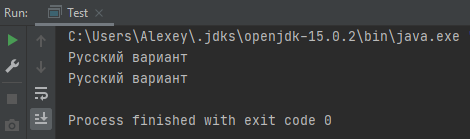 Run: Test
C:\Users\Alexey\.jdks\openjdk-15.0.2\bin\java.exe
Русский вариант
Русский вариант
Process finished with exit code 0